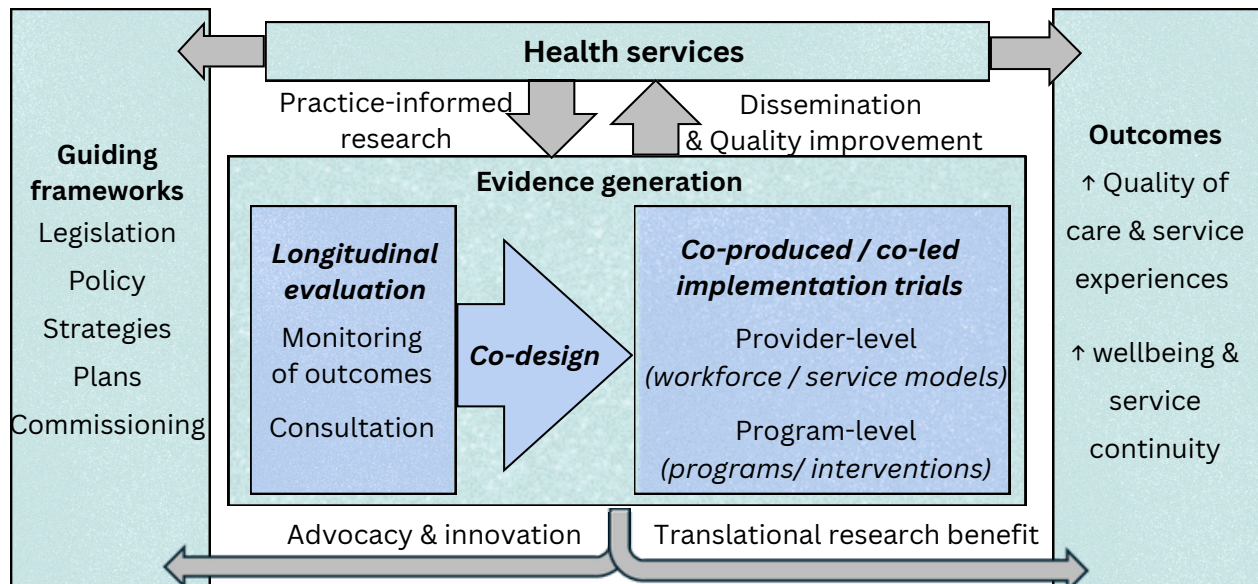 Health services
Practice-informed
research
Dissemination
& Quality improvement
Guiding
frameworks
Legislation
Policy
Strategies
Plans
Commissioning
Evidence generation
Longitudinal
evaluation
Monitoring
of outcomes
Consultation
Co-design
Co-produced / co-led
implementation trials
Provider-level
(workforce / service models)
Program-level
(programs/ interventions)
Outcomes
↑ Quality of
care & service
experiences
↑ wellbeing &
service
continuity
Advocacy & innovation
Translational research benefit